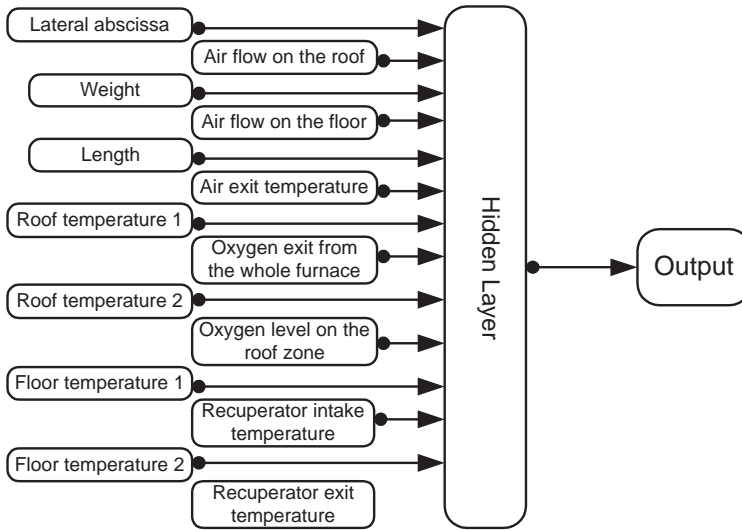 Lateral abscissa
Air flow on the roof
Weight
Air flow on the floor
Length
Air exit temperature
Roof temperature 1
Oxygen exit from
the whole furnace
Roof temperature 2
Oxygen level on the
roof zone
Floor temperature 1
Recuperator intake
temperature
Floor temperature 2
Recuperator exit
temperature
Hidden Layer
Output